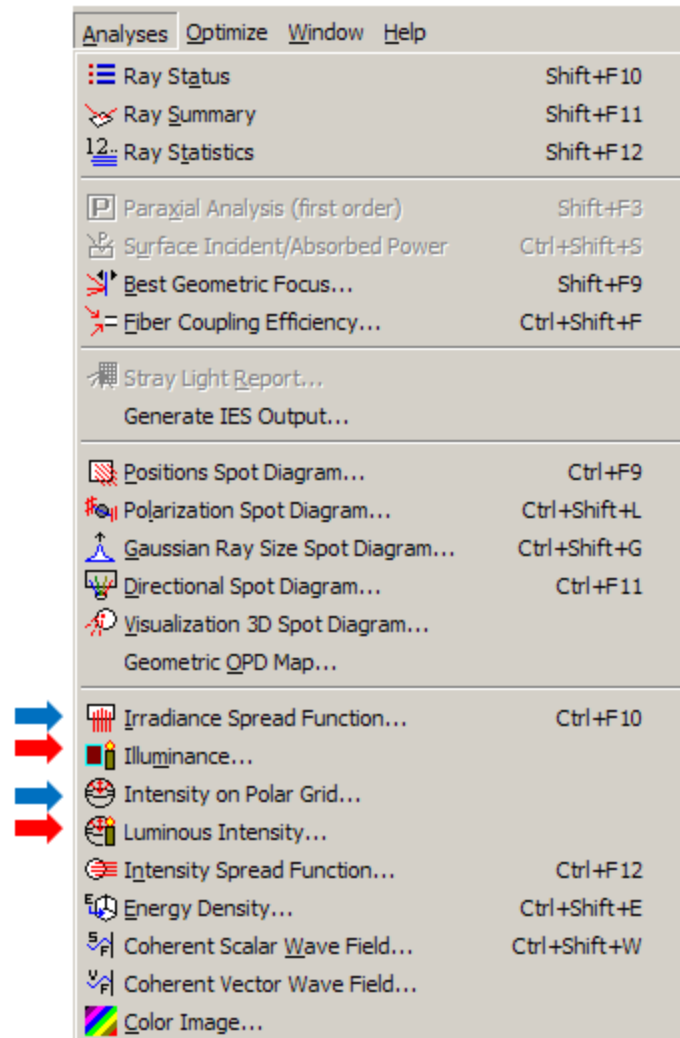 Analyses Optimize Window Help
Ray Status Shift+F10
Ray Summary Shift+F11
12.. Ray Statistics Shift+F12
P Paraxial Analysis (first order) Shift+F3
Surface Incident/Absorbed Power Ctrl+Shift+S
Best Geometric Focus... Shift+F9
Fiber Coupling Efficiency... Ctrl+Shift+F
Stray Light Report...
Generate IES Output...
Positions Spot Diagram... Ctrl+F9
Polarization Spot Diagram... Ctrl+Shift+L
Gaussian Ray Size Spot Diagram... Ctrl+Shift+G
Directional Spot Diagram... Ctrl+F11
Visualization 3D Spot Diagram...
Geometric OPD Map...
Irradiance Spread Function... Ctrl+F10
Illuminance...
Intensity on Polar Grid...
Luminous Intensity...
Intensity Spread Function... Ctrl+F12
E Energy Density... Ctrl+Shift+E
S F Coherent Scalar Wave Field... Ctrl+Shift+W
V F Coherent Vector Wave Field...
Color Image...